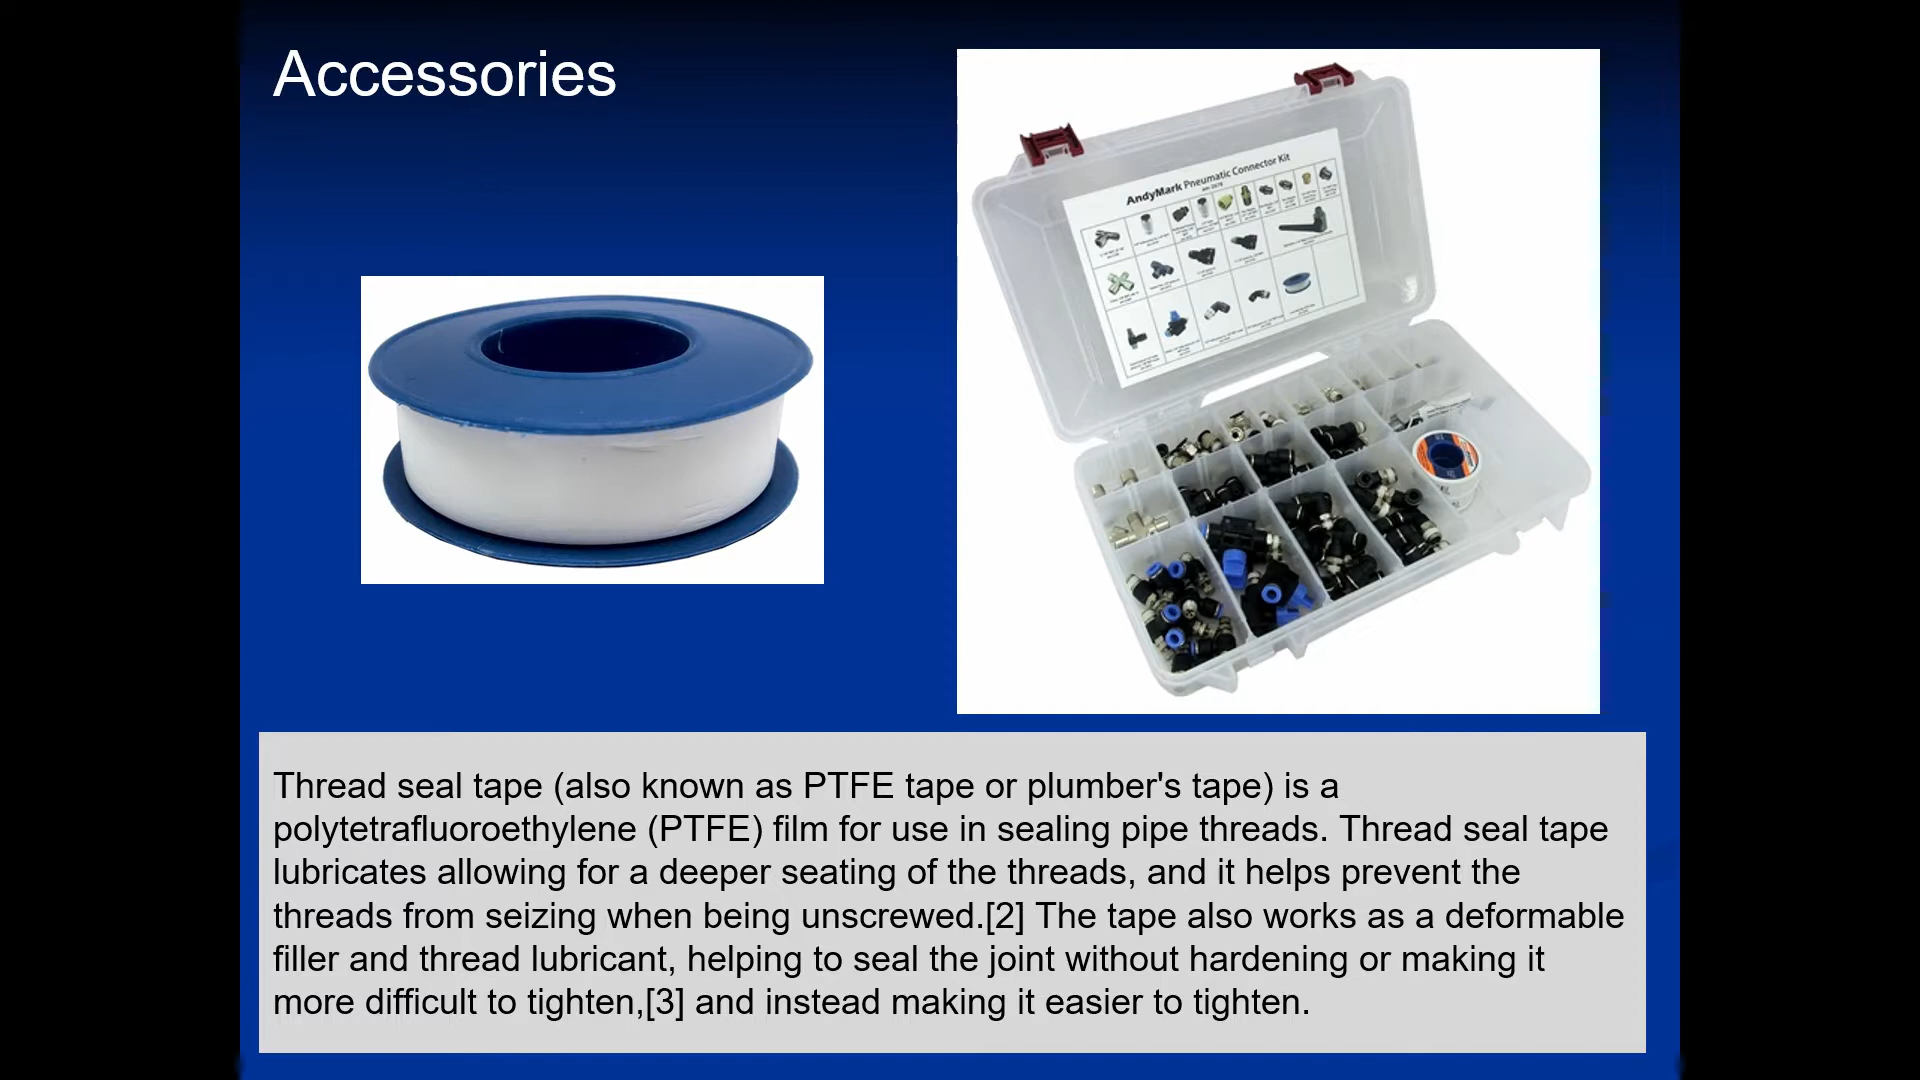 Accessories
AndyMark Pneumatic Connector Kit
Thread seal tape (also known as PTFE tape or plumber's tape) is a
polytetrafluoroethylene (PTFE) film for use in sealing pipe threads. Thread seal tape
lubricates allowing for a deeper seating of the threads, and it helps prevent the
threads from seizing when being unscrewed.[2] The tape also works as a deformable
filler and thread lubricant, helping to seal the joint without hardening or making it
more difficult to tighten,[3] and instead making it easier to tighten.